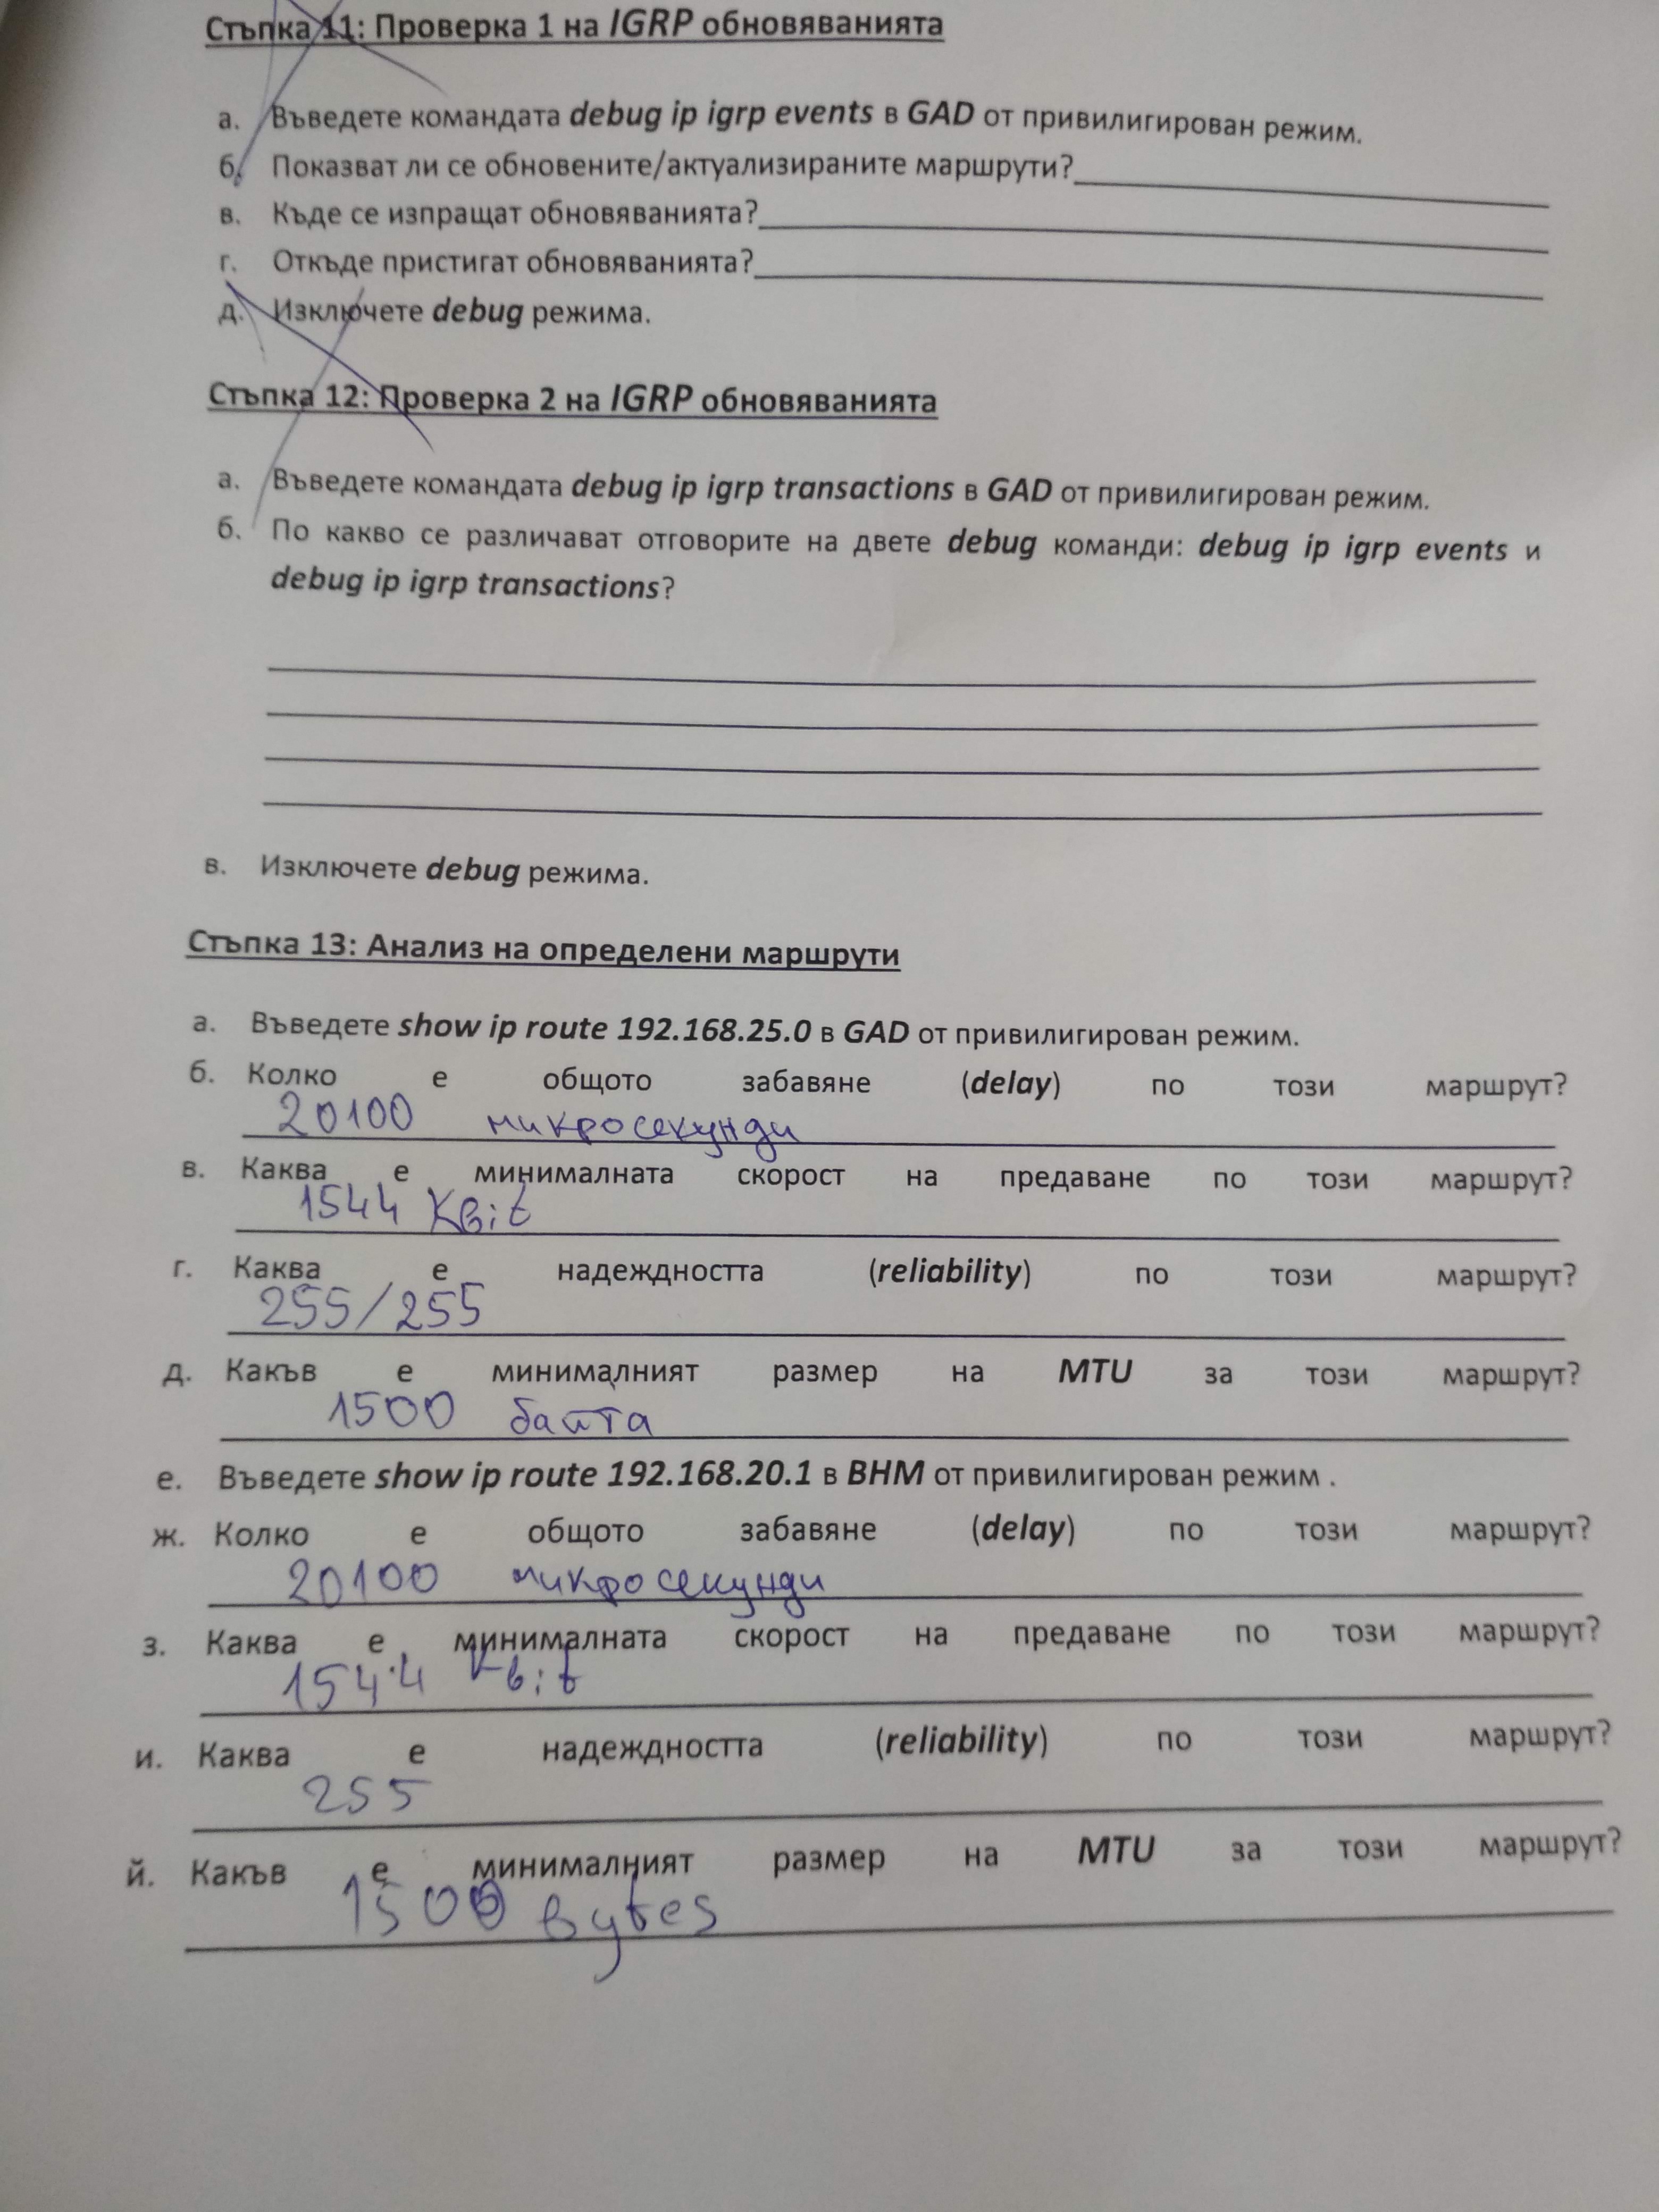 Стъпка 11: Проверка 1 на IGRP обновяванията
а. Въведете командата debug ip igrp events в GAD от привилигирован режим.
б. Показват ли се обновените/актуализираните маршрути?
в. Къде се изпращат обновяванията?
г. Откъде пристигат обновяванията?
д. Изключете debug режима.
Стъпка 12: Проверка 2 на IGRP обновяванията
а. Въведете командата debug ip igrp transactions в GAD от привилигирован режим.
б. По какво се различават отговорите на двете debug команди: debug ip igrp events и
debug ip igrp transactions?
в. Изключете debug режима.
Стъпка 13: Анализ на определени маршрути
а. Въведете show ip route 192.168.25.0 в GAD от привилигирован режим.
б. Колко е общото забавяне (delay) по този маршрут?
20100 микросекунди
в. Каква е минималната скорост на предаване по този маршрут?
1544 KBit
г. Каква е надеждността (reliability) по този маршрут?
255/255
д. Какъв е минималният размер на MTU за този маршрут?
1500 байта
е. Въведете show ip route 192.168.20.1 в BHM от привилигирован режим .
ж. Колко е общото забавяне (delay) по този маршрут?
20100 микросекунди
з. Каква е минималната скорост на предаване по този маршрут?
1544 Kbit
и. Каква е надеждността (reliability) по този маршрут?
255
й. Какъв е минималният размер на MTU за този маршрут?
1500 bytes